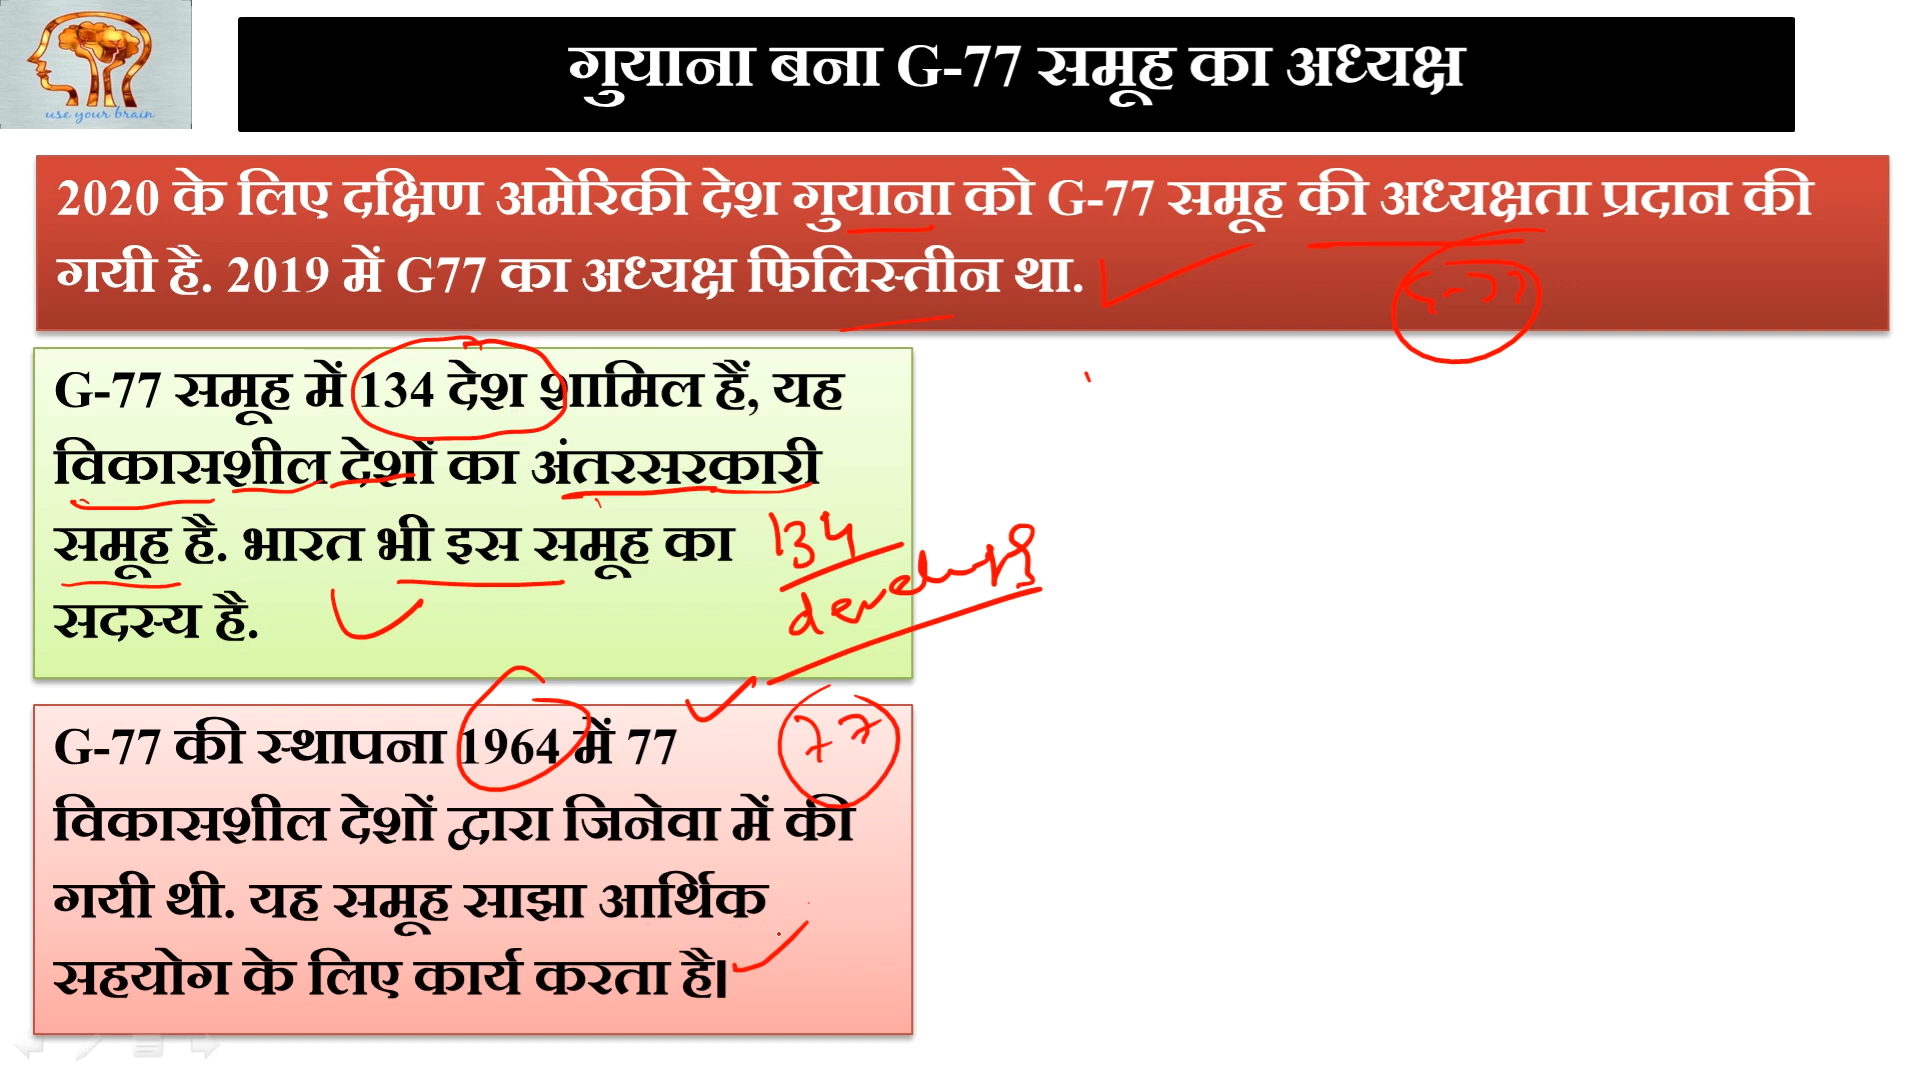 use your brain
गुयाना बना G-77 समूह का अध्यक्ष
2020 के लिए दक्षिण अमेरिकी देश गुयाना को G-77 समूह की अध्यक्षता प्रदान की
गयी है. 2019 में G77 का अध्यक्ष फिलिस्तीन था.
G-77
G-77 समूह में 134 देश शामिल हैं, यह
विकासशील देशों का अंतरसरकारी
समूह है. भारत भी इस समूह का
सदस्य है.
134
G-77 की स्थापना 1964 में 77
विकासशील देशों द्वारा जिनेवा में की
गयी थी. यह समूह साझा आर्थिक
सहयोग के लिए कार्य करता है।
77